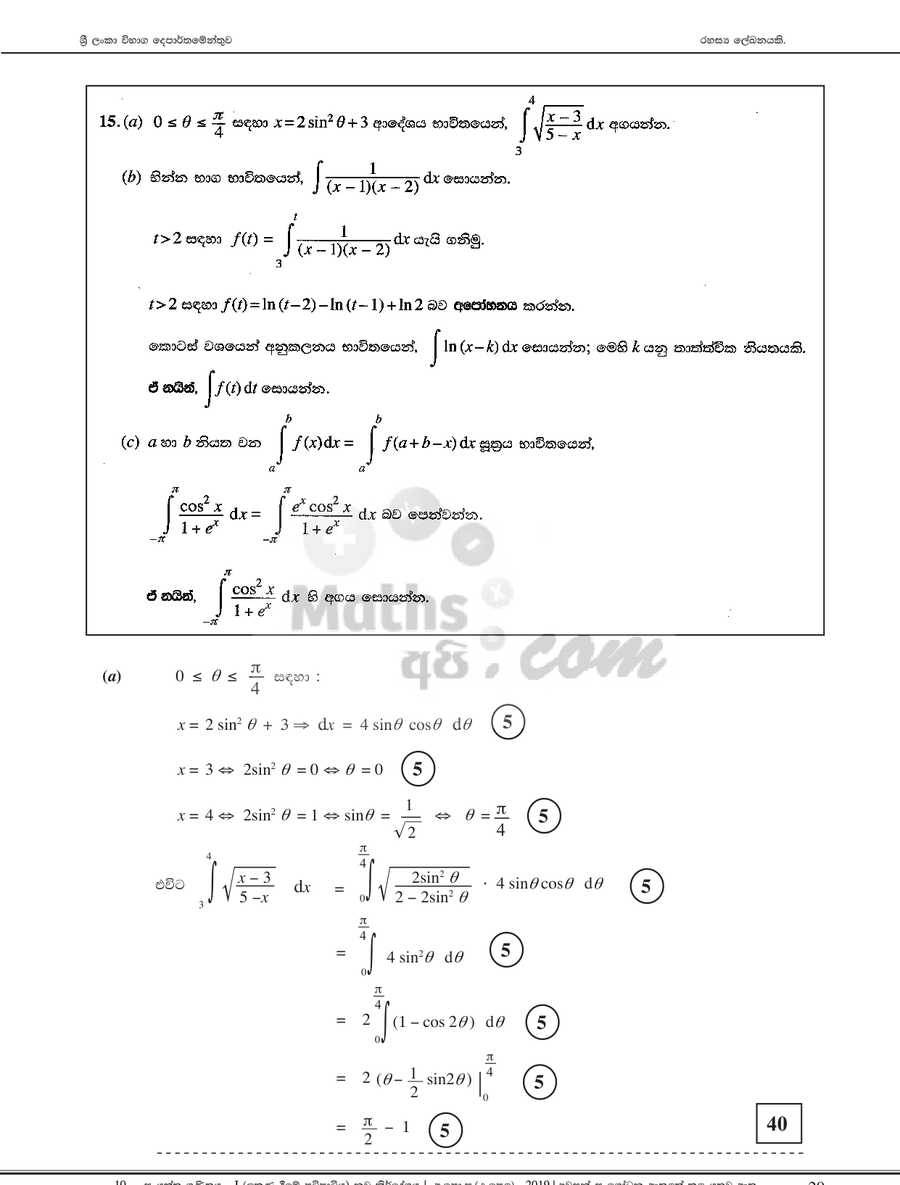 ශ්‍රී ලංකා විභාග දෙපාර්තමේන්තුව රහස්‍ය ලේඛනයකි.
15.(a) 0 ≤ θ ≤ π/4 සඳහා x = 2 sin² θ + 3 ආදේශය භාවිතයෙන්, ∫₃⁴ √((x − 3)/(5 − x)) dx අගයන්න.
(b) භින්න භාග භාවිතයෙන්, ∫ 1/((x − 1)(x − 2)) dx සොයන්න.
t > 2 සඳහා f(t) = ∫₃ᵗ 1/((x − 1)(x − 2)) dx යැයි ගනිමු.
t > 2 සඳහා f(t) = ln (t−2) − ln (t−1) + ln 2 බව අපෝහනය කරන්න.
කොටස් වශයෙන් අනුකලනය භාවිතයෙන්, ∫ ln (x−k) dx සොයන්න; මෙහි k යනු තාත්ත්වික නියතයකි.
ඒ නයින්, ∫ f(t) dt සොයන්න.
(c) a හා b නියත වන ∫ₐᵇ f(x) dx = ∫ₐᵇ f(a + b − x) dx සූත්‍රය භාවිතයෙන්,
∫_{−π}^{π} cos² x/(1 + eˣ) dx = ∫_{−π}^{π} eˣ cos² x/(1 + eˣ) dx බව පෙන්වන්න.
ඒ නයින්, ∫_{−π}^{π} cos² x/(1 + eˣ) dx හි අගය සොයන්න.
Maths
අපි . com
(a) 0 ≤ θ ≤ π/4 සඳහා :
x = 2 sin² θ + 3 ⇒ dx = 4 sinθ cosθ dθ 5
x = 3 ⇔ 2sin² θ = 0 ⇔ θ = 0 5
x = 4 ⇔ 2sin² θ = 1 ⇔ sinθ = 1/√2 ⇔ θ = π/4 5
එවිට ∫₃⁴ √((x − 3)/(5 − x)) dx = ∫₀^{π/4} √(2sin² θ/(2 − 2sin² θ)) · 4 sinθ cosθ dθ 5
= ∫₀^{π/4} 4 sin²θ dθ 5
= 2 ∫₀^{π/4} (1 – cos 2θ) dθ 5
= 2 (θ – 1/2 sin2θ) |₀^{π/4} 5
= π/2 – 1 5
40